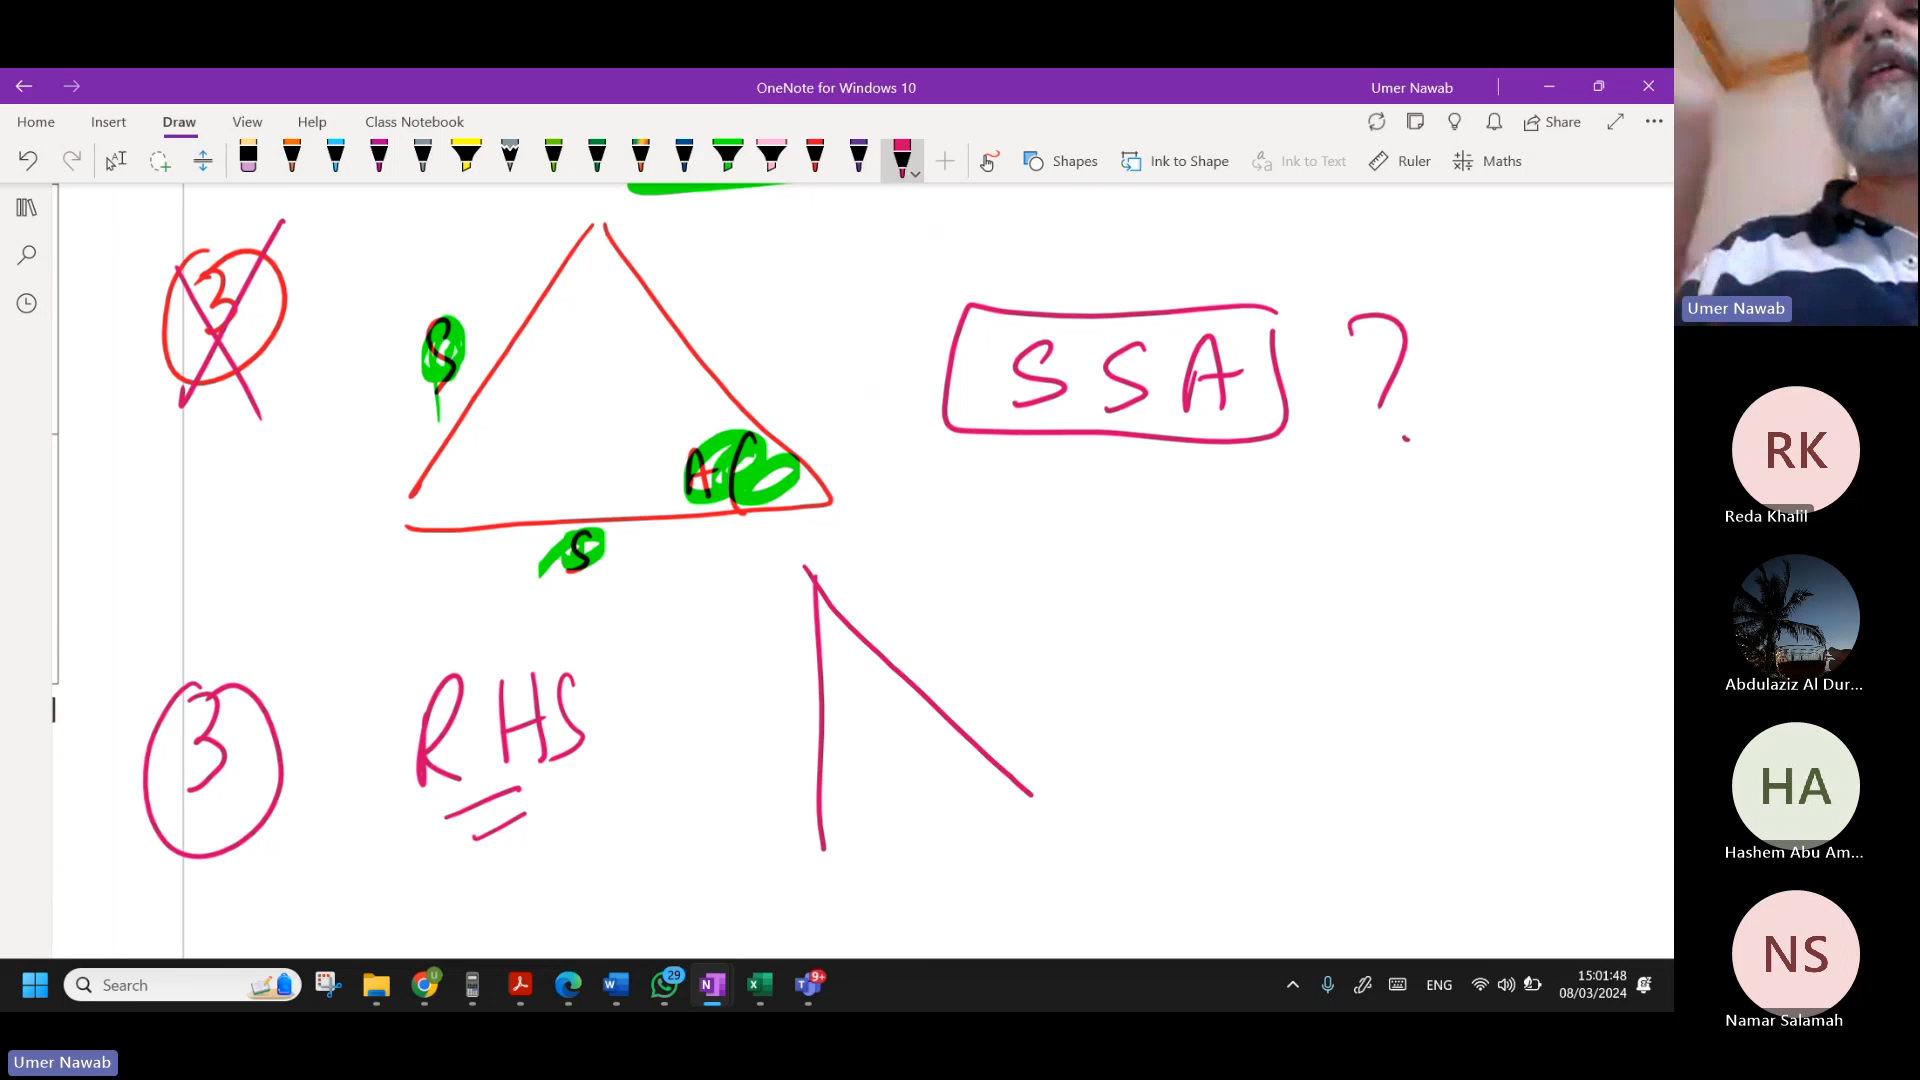 OneNote for Windows 10
Umer Nawab
Home Insert Draw View Help Class Notebook
Share
Shapes Ink to Shape Ink to Text Ruler Maths
3
S
S S A ?
A
S
3 R H S
Umer Nawab
RK
Reda Khalil
Abdulaziz Al Dur...
HA
Hashem Abu Am...
NS
Namar Salamah
Search
29
9+
ENG
15:01:48
08/03/2024
Umer Nawab